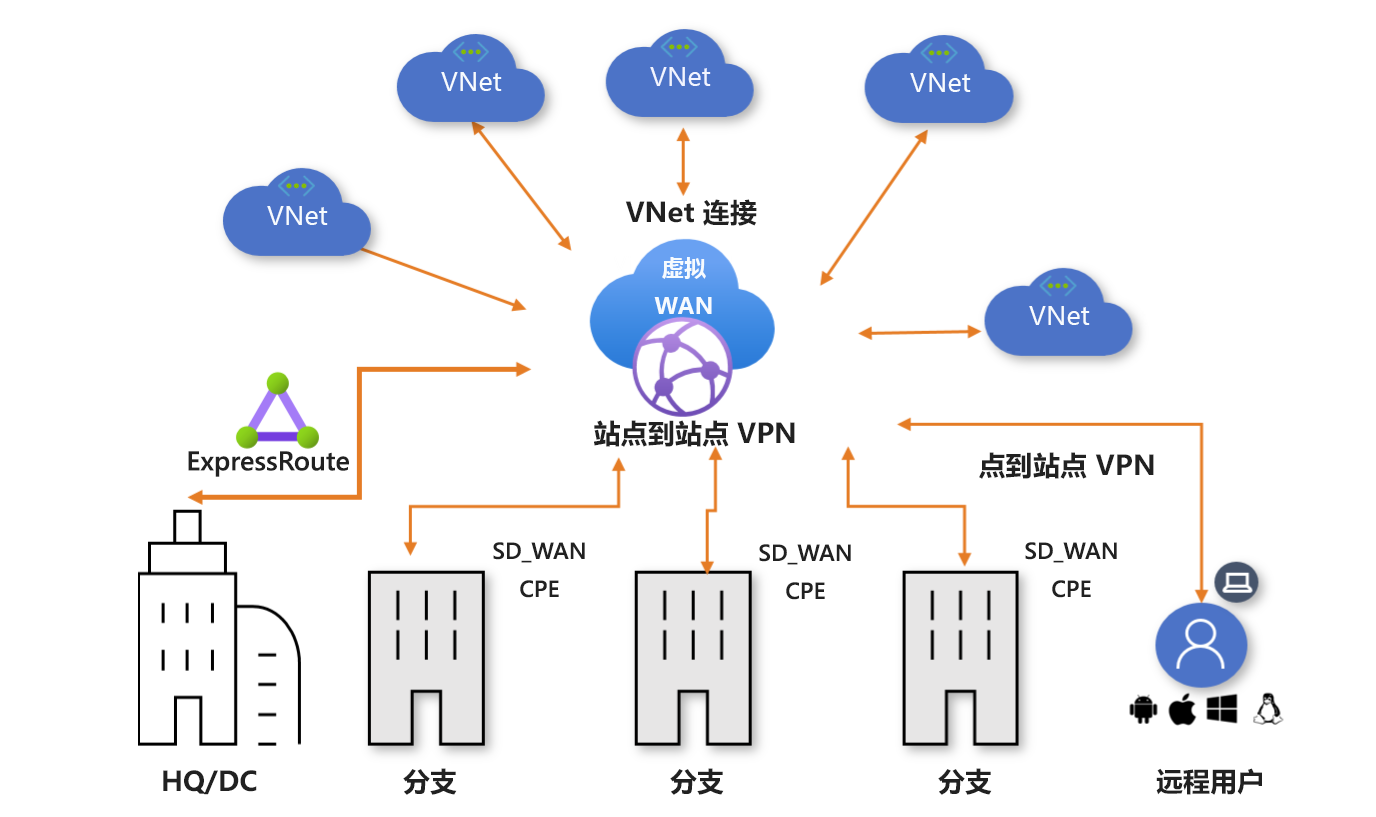 VNet
VNet
VNet
VNet
VNet 连接
虚拟
WAN
VNet
站点到站点 VPN
ExpressRoute
点到站点 VPN
SD_WAN
CPE
SD_WAN
CPE
SD_WAN
CPE
HQ/DC
分支
分支
分支
远程用户